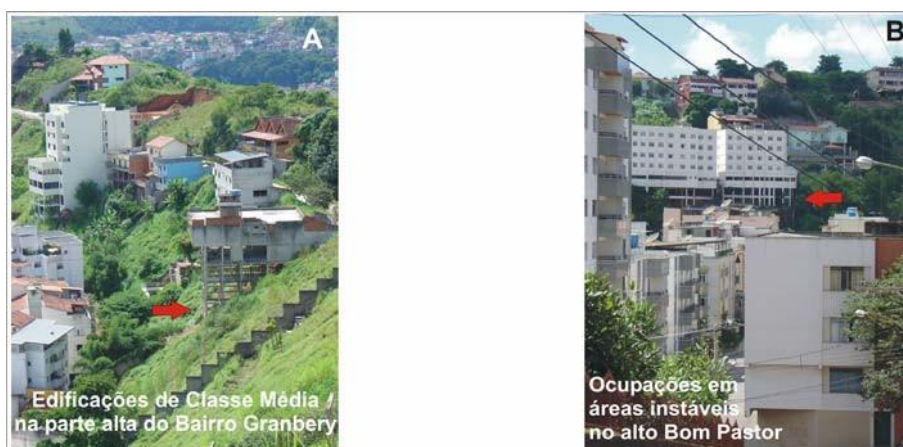 A
Edificações de Classe Média
na parte alta do Bairro Granbery
B
Ocupações em
áreas instáveis
no alto Bom Pastor